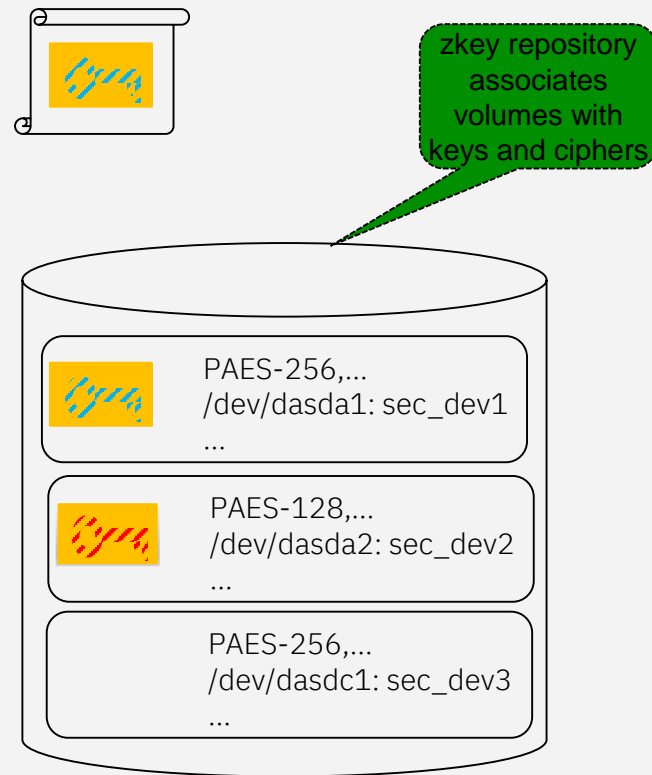 zkey repository
associates
volumes with
keys and ciphers
PAES-256,...
/dev/dasda1: sec_dev1
...
PAES-128,...
/dev/dasda2: sec_dev2
...
PAES-256,...
/dev/dasdc1: sec_dev3
...